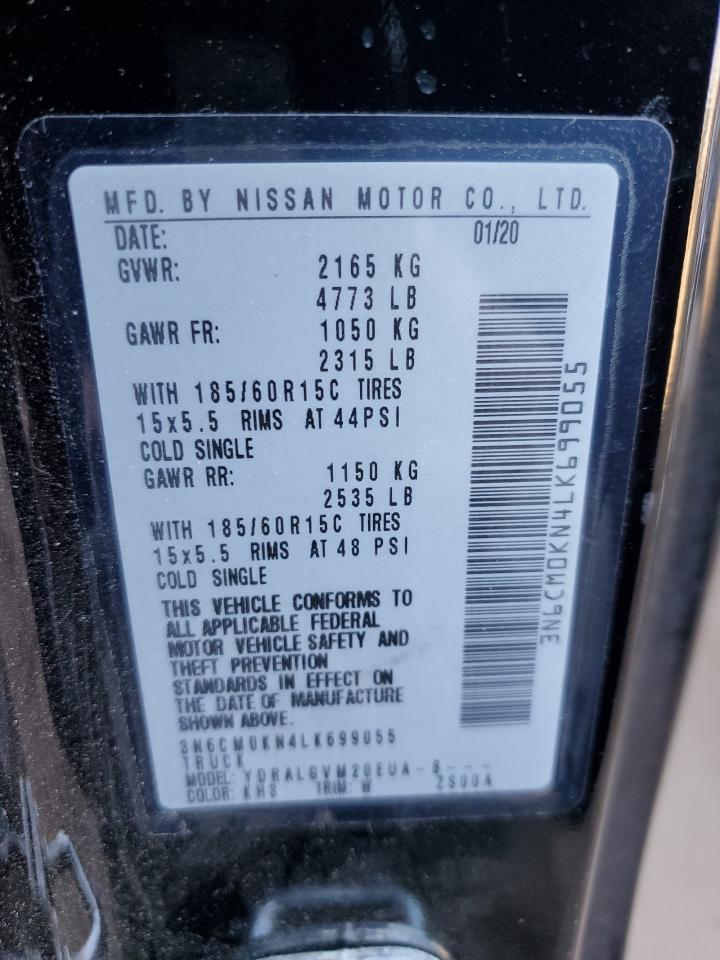 MFD. BY NISSAN MOTOR CO., LTD.
DATE: 01/20
GVWR: 2165 KG
4773 LB
GAWR FR: 1050 KG
2315 LB
WITH 185/60R15C TIRES
15x5.5 RIMS AT 44PSI
COLD SINGLE
GAWR RR: 1150 KG
2535 LB
WITH 185/60R15C TIRES
15x5.5 RIMS AT 48 PSI
COLD SINGLE
THIS VEHICLE CONFORMS TO
ALL APPLICABLE FEDERAL
MOTOR VEHICLE SAFETY AND
THEFT PREVENTION
STANDARDS IN EFFECT ON
THE DATE OF MANUFACTURE
SHOWN ABOVE.
3N6CM0KN4LK699055
TRUCK
MODEL: YDRALGVM20EUA-B---
COLOR: KH3 TRIM: W 2S00A
3N6CM0KN4LK699055